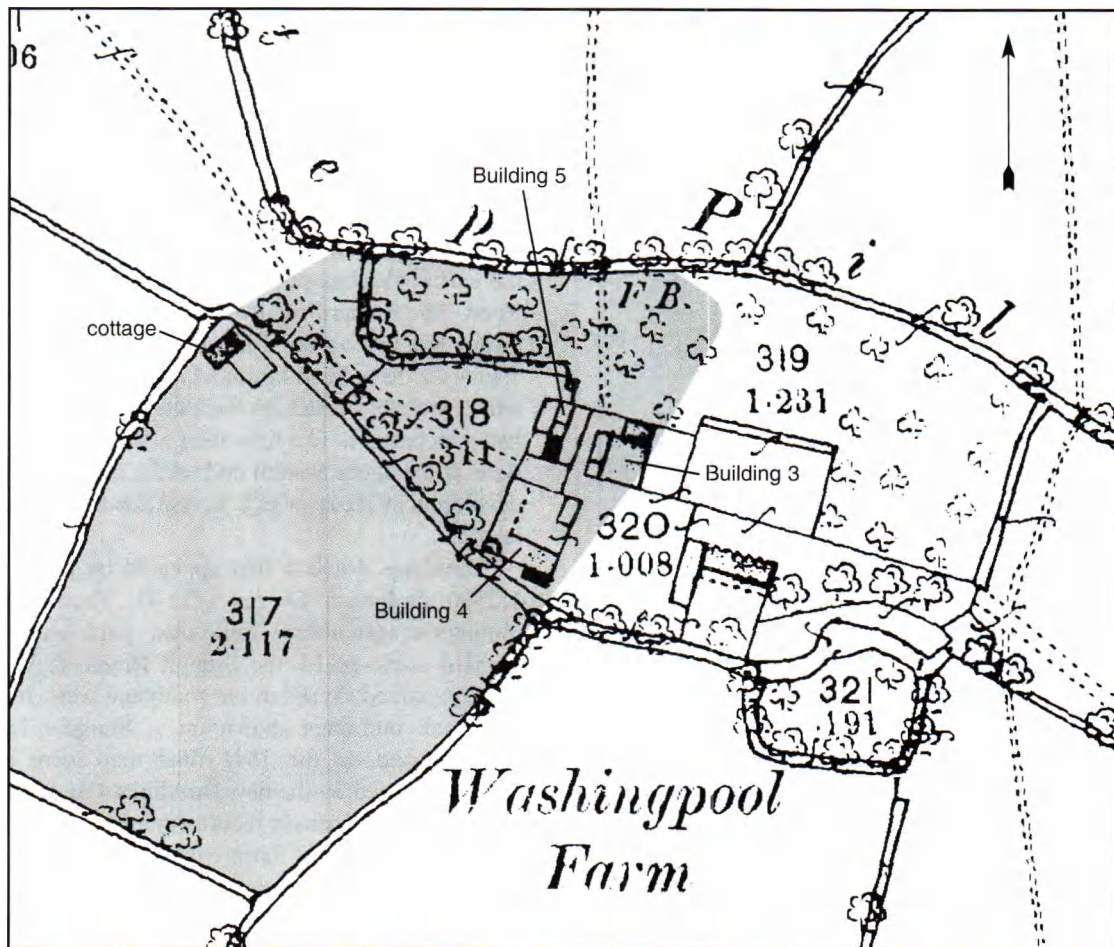 Building 5
P P i l
F B
cottage
319
1·231
318
·311
Building 3
320
1·008
317
2·117
Building 4
321
·191
Washingpool
Farm